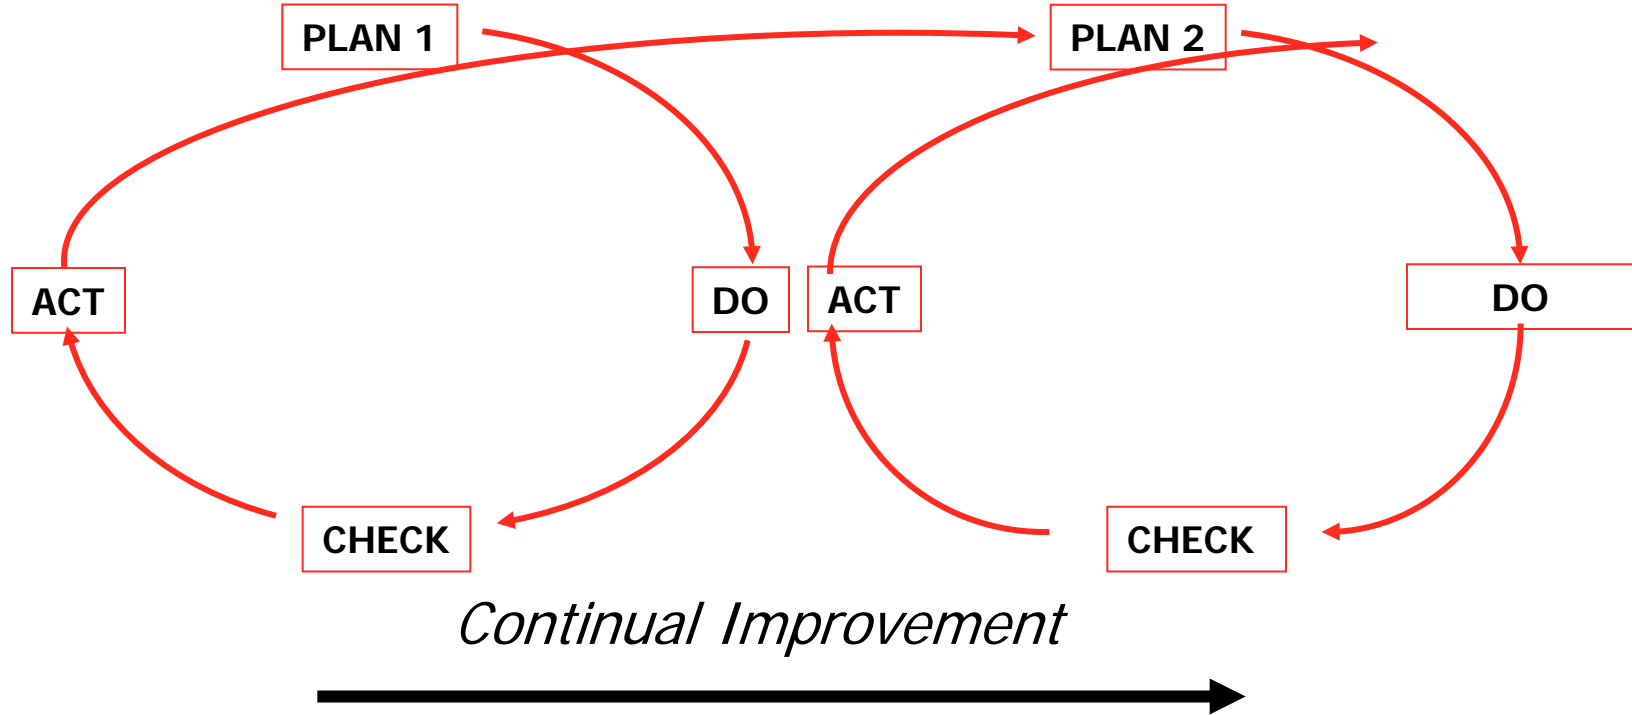 PLAN 1
PLAN 2
ACT
DO
ACT
DO
CHECK
CHECK
Continual Improvement